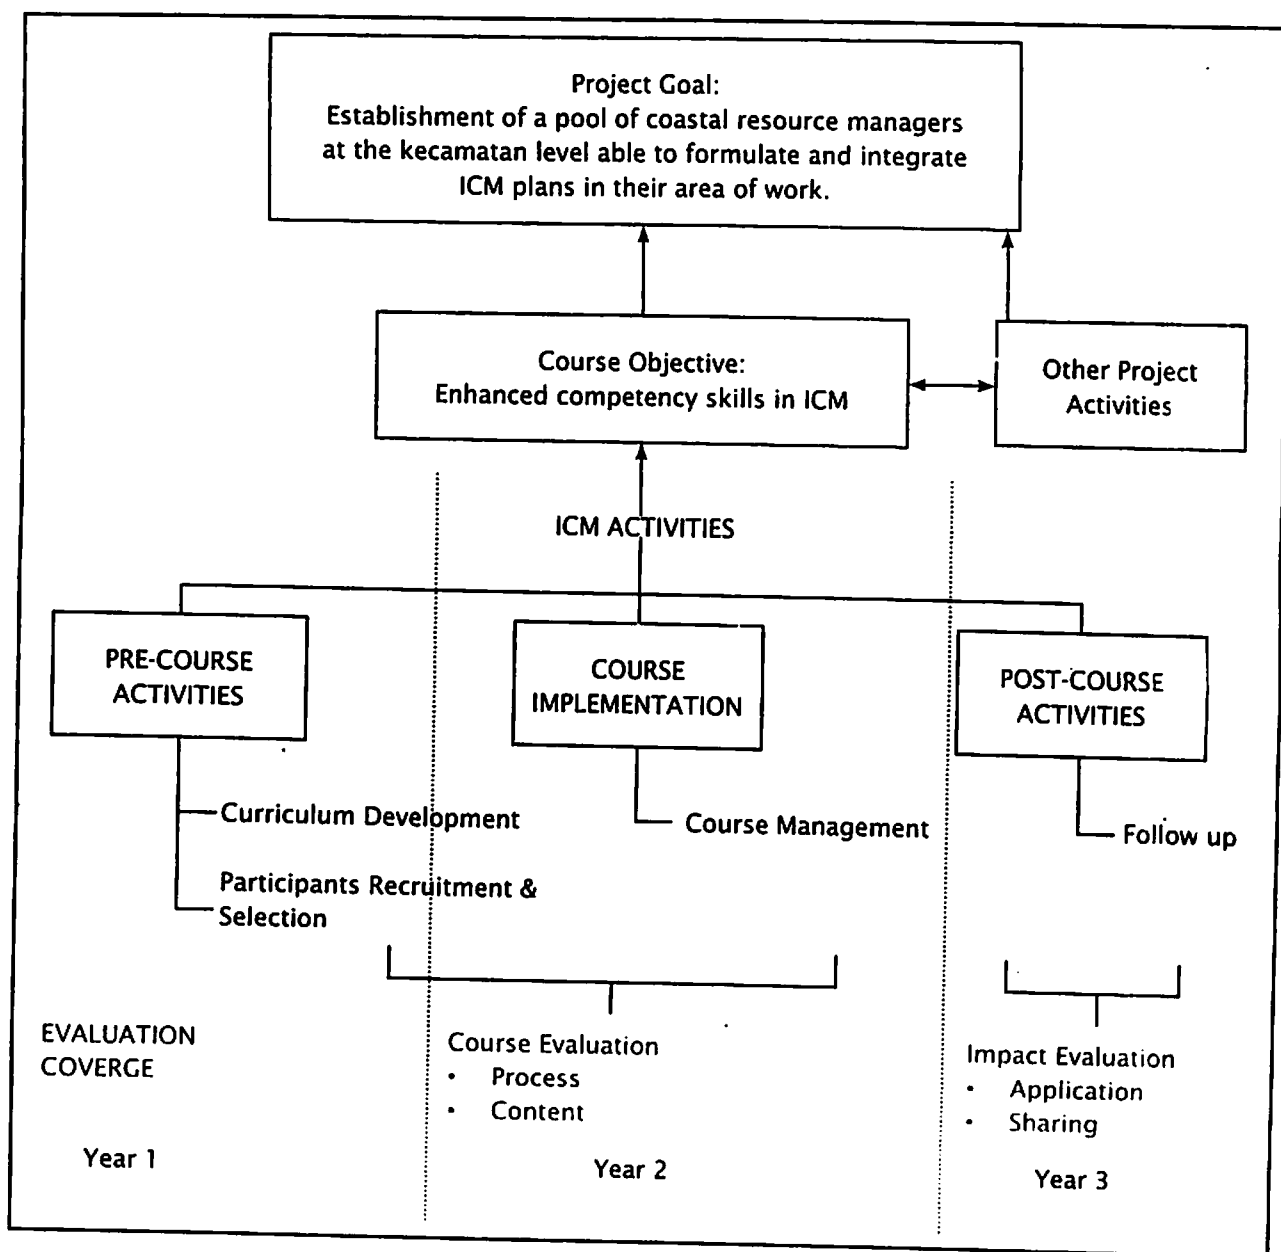 Project Goal:
Establishment of a pool of coastal resource managers
at the kecamatan level able to formulate and integrate
ICM plans in their area of work.
Course Objective:
Enhanced competency skills in ICM
Other Project
Activities
ICM ACTIVITIES
PRE-COURSE
ACTIVITIES
COURSE
IMPLEMENTATION
POST-COURSE
ACTIVITIES
Curriculum Development
Participants Recruitment &
Selection
Course Management
Follow up
EVALUATION
COVERGE
Course Evaluation
• Process
• Content
Impact Evaluation
• Application
• Sharing
Year 1
Year 2
Year 3